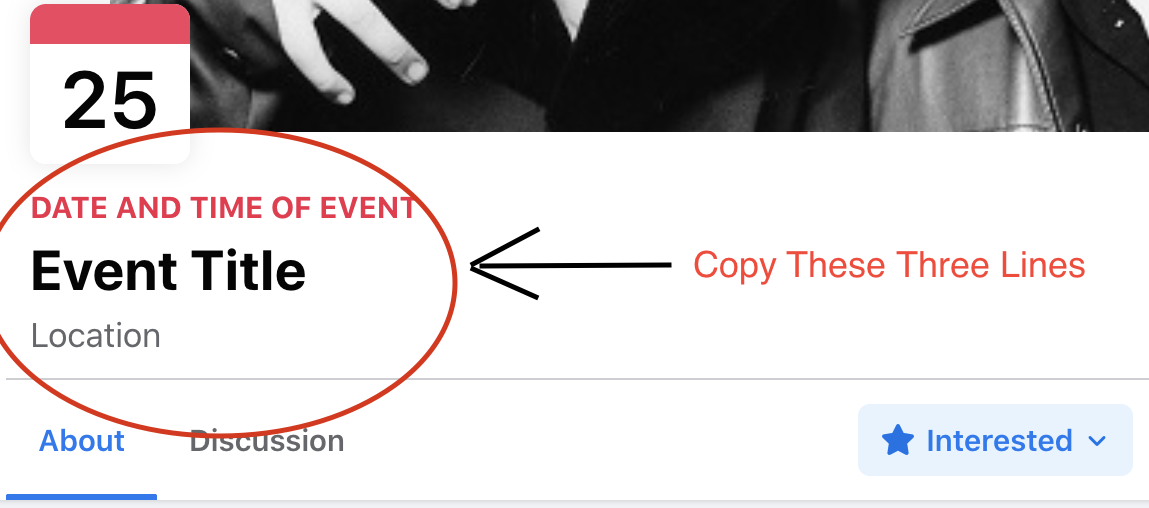 25
DATE AND TIME OF EVENT
Event Title
Copy These Three Lines
Location
About
Discussion
Interested